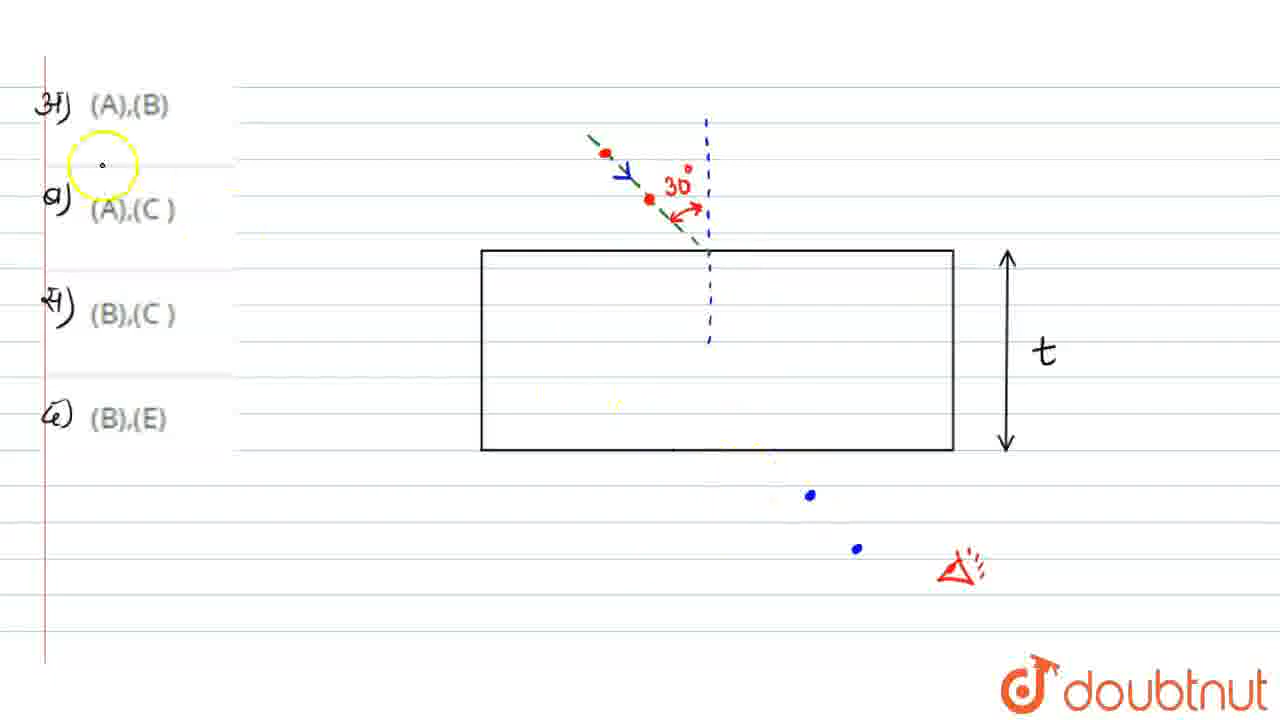 अ) (A),(B)
ब) (A),(C )
स) (B),(C )
द) (B),(E)
30°
t
doubtnut